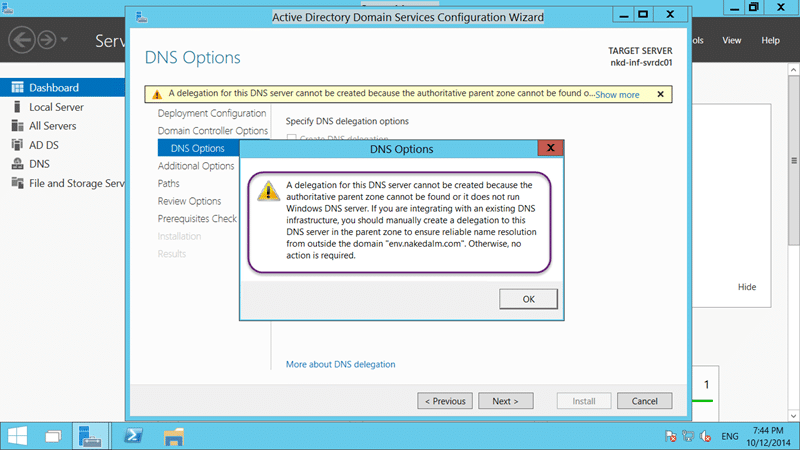 Active Directory Domain Services Configuration Wizard
Serv
ols View Help
DNS Options
TARGET SERVER
nkd-inf-svrdc01
A delegation for this DNS server cannot be created because the authoritative parent zone cannot be found o... Show more
Dashboard
Local Server
All Servers
AD DS
DNS
File and Storage Serv
Deployment Configuration
Domain Controller Options
DNS Options
Additional Options
Paths
Review Options
Prerequisites Check
Installation
Results
Specify DNS delegation options
Create DNS delegation
DNS Options
A delegation for this DNS server cannot be created because the
authoritative parent zone cannot be found or it does not run
Windows DNS server. If you are integrating with an existing DNS
infrastructure, you should manually create a delegation to this
DNS server in the parent zone to ensure reliable name resolution
from outside the domain "env.nakedalm.com". Otherwise, no
action is required.
OK
Hide
More about DNS delegation
1
< Previous
Next >
Install
Cancel
ENG
7:44 PM
10/12/2014